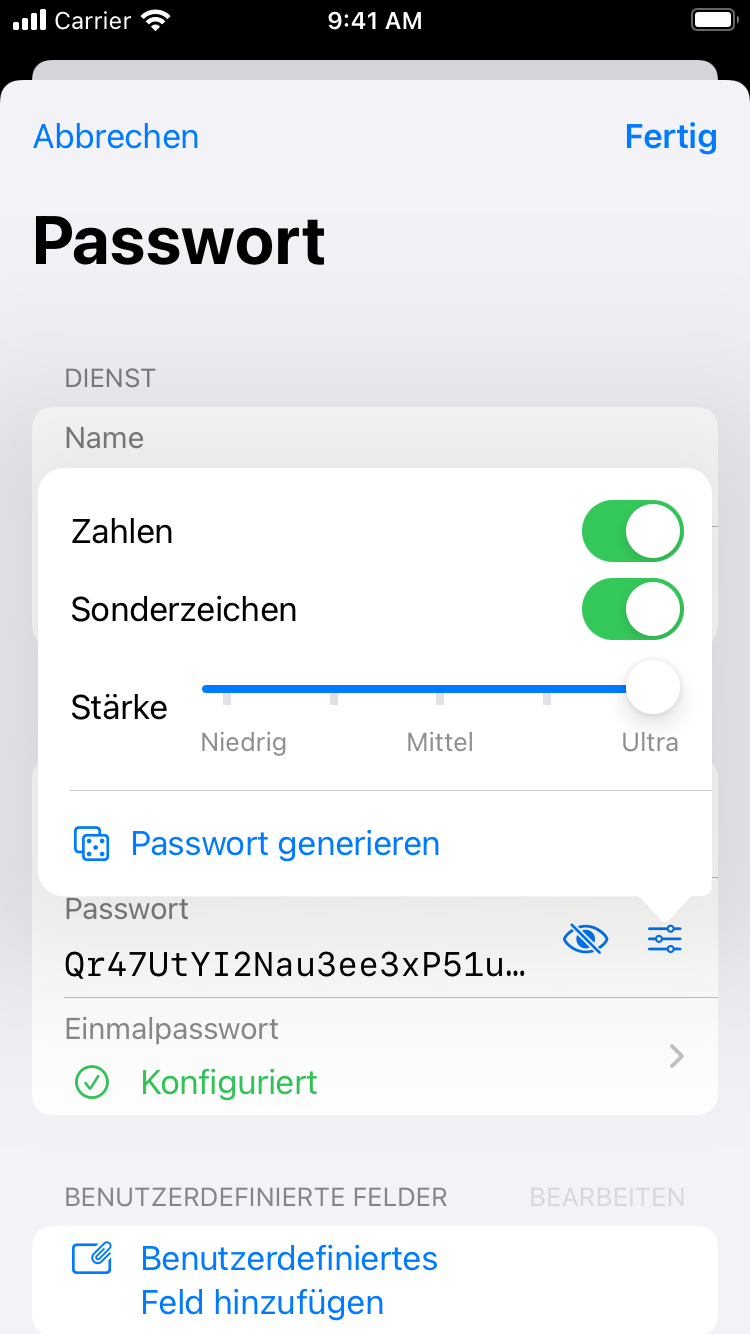 Carrier 9:41 AM
Abbrechen Fertig
Passwort
DIENST
Name
Zahlen
Sonderzeichen
Stärke
Niedrig Mittel Ultra
Passwort generieren
Passwort
Qr47UtYI2Nau3ee3xP51u…
Einmalpasswort
Konfiguriert
BENUTZERDEFINIERTE FELDER BEARBEITEN
Benutzerdefiniertes
Feld hinzufügen